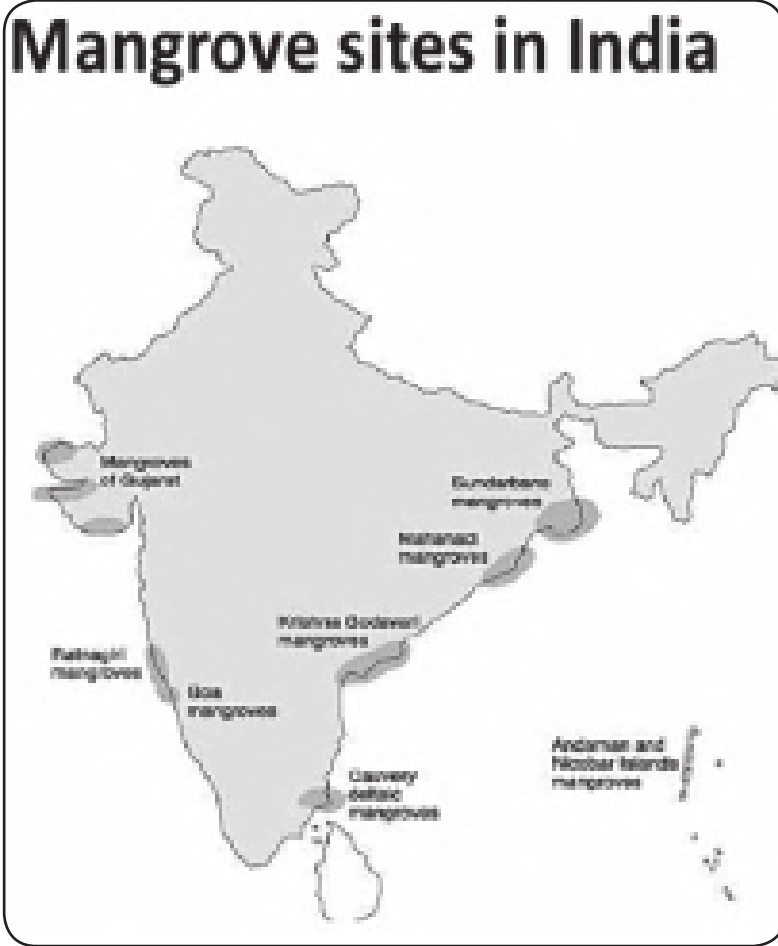 Mangrove sites in India
Mangroves
of Gujarat
Sundarbans
mangroves
Mahanadi
mangroves
Krishna Godavari
mangroves
Ratnagiri
mangroves
Goa
mangroves
Andaman and
Nicobar Islands
mangroves
Cauvery
deltaic
mangroves